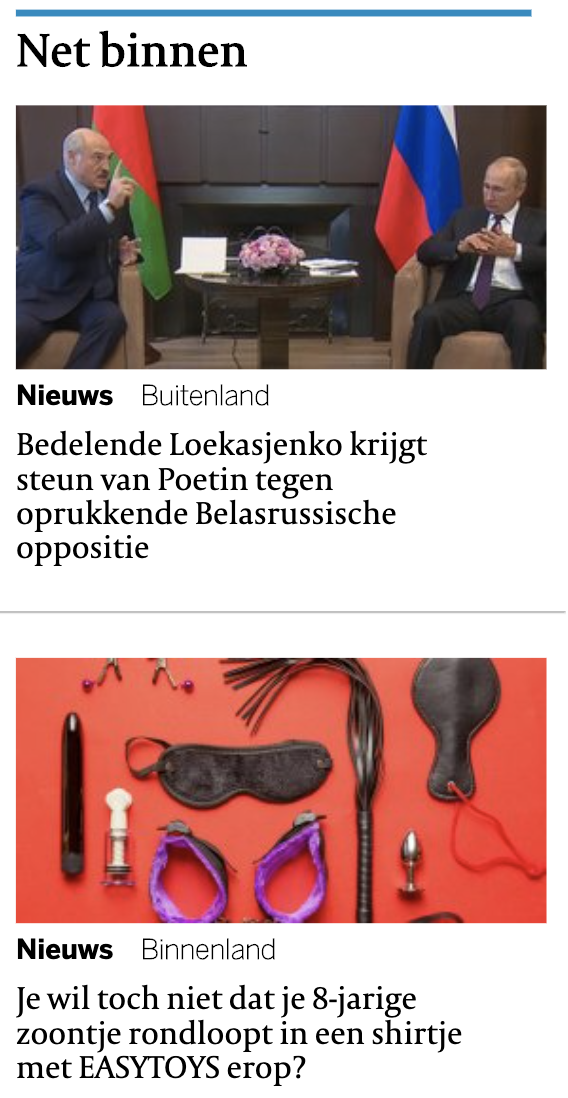 Net binnen
Nieuws Buitenland
Bedelende Loekasjenko krijgt
steun van Poetin tegen
oprukkende Belasrussische
oppositie
Nieuws Binnenland
Je wil toch niet dat je 8-jarige
zoontje rondloopt in een shirtje
met EASYTOYS erop?